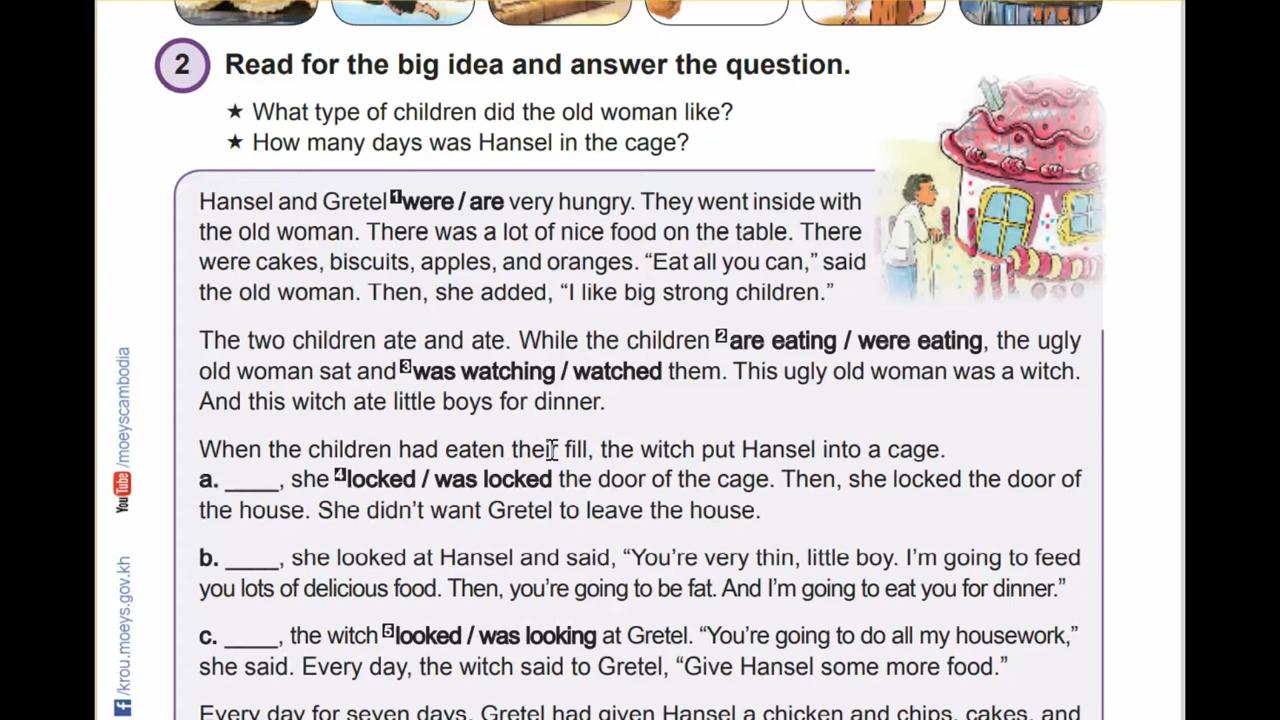 2 Read for the big idea and answer the question.
★ What type of children did the old woman like?
★ How many days was Hansel in the cage?
Hansel and Gretel 1were / are very hungry. They went inside with
the old woman. There was a lot of nice food on the table. There
were cakes, biscuits, apples, and oranges. “Eat all you can,” said
the old woman. Then, she added, “I like big strong children.”
The two children ate and ate. While the children 2are eating / were eating, the ugly
old woman sat and 3was watching / watched them. This ugly old woman was a witch.
And this witch ate little boys for dinner.
When the children had eaten their fill, the witch put Hansel into a cage.
a. ____, she 4locked / was locked the door of the cage. Then, she locked the door of
the house. She didn’t want Gretel to leave the house.
b. ____, she looked at Hansel and said, “You’re very thin, little boy. I’m going to feed
you lots of delicious food. Then, you’re going to be fat. And I’m going to eat you for dinner.”
c. ____, the witch 5looked / was looking at Gretel. “You’re going to do all my housework,”
she said. Every day, the witch said to Gretel, “Give Hansel some more food.”
Every day for seven days, Gretel had given Hansel a chicken and chips, cakes, and
YouTube /moeyscambodia
f /krou.moeys.gov.kh